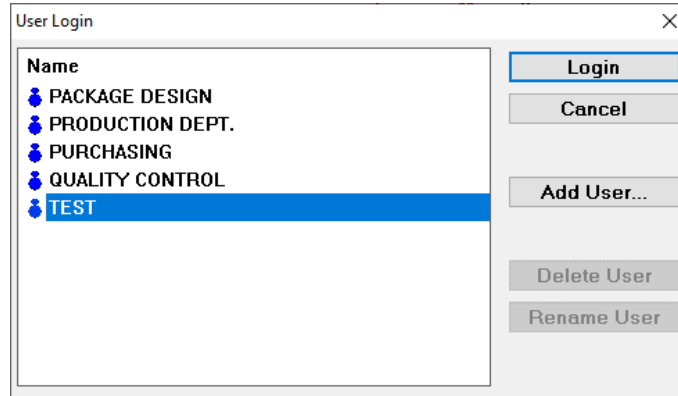 User Login
Name
PACKAGE DESIGN
PRODUCTION DEPT.
PURCHASING
QUALITY CONTROL
TEST
Login
Cancel
Add User...
Delete User
Rename User